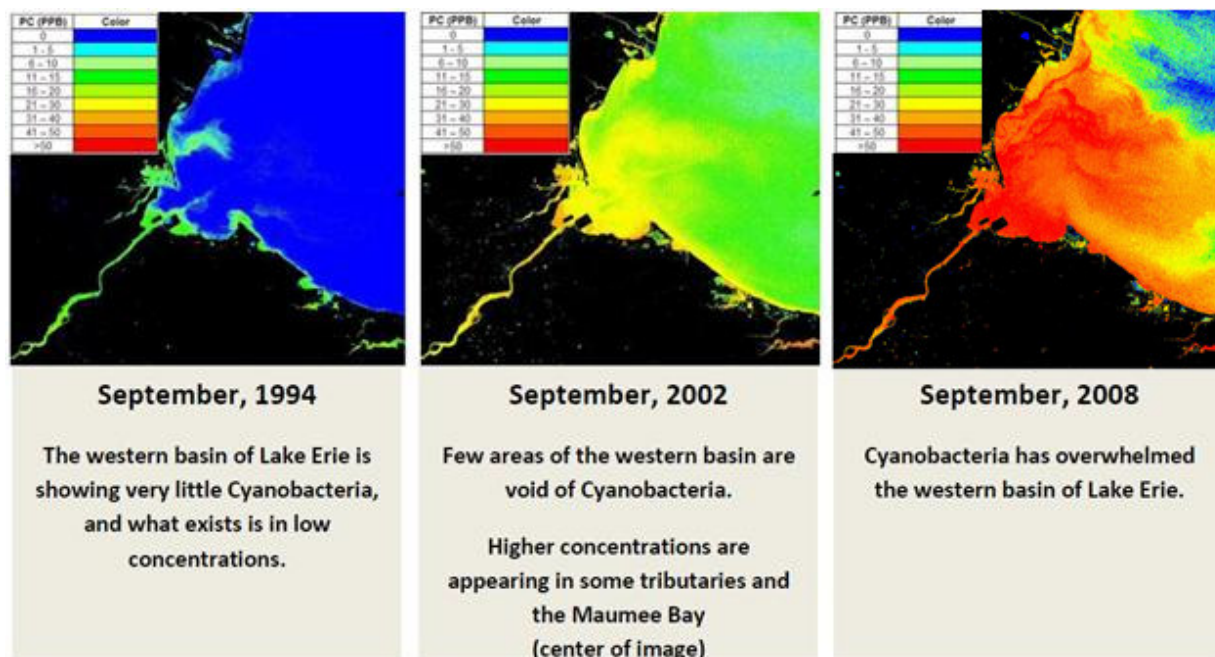 PC (PPB) Color
0
1 - 5
6 – 10
11 – 15
16 – 20
21 – 30
31 – 40
41 – 50
>50
PC (PPB) Color
0
1 - 5
6 – 10
11 – 15
16 – 20
21 – 30
31 – 40
41 – 50
>50
PC (PPB) Color
0
1 - 5
6 – 10
11 – 15
16 – 20
21 – 30
31 – 40
41 – 50
>50
September, 1994
The western basin of Lake Erie is
showing very little Cyanobacteria,
and what exists is in low
concentrations.
September, 2002
Few areas of the western basin are
void of Cyanobacteria.
Higher concentrations are
appearing in some tributaries and
the Maumee Bay
(center of image)
September, 2008
Cyanobacteria has overwhelmed
the western basin of Lake Erie.